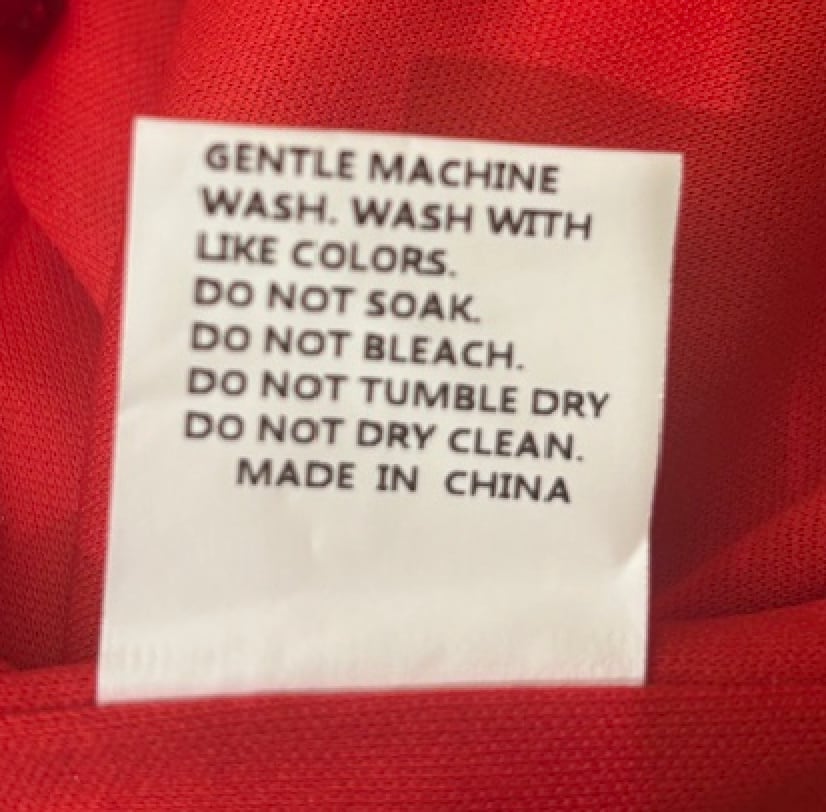 GENTLE MACHINE
WASH. WASH WITH
LIKE COLORS.
DO NOT SOAK.
DO NOT BLEACH.
DO NOT TUMBLE DRY
DO NOT DRY CLEAN.
MADE IN CHINA